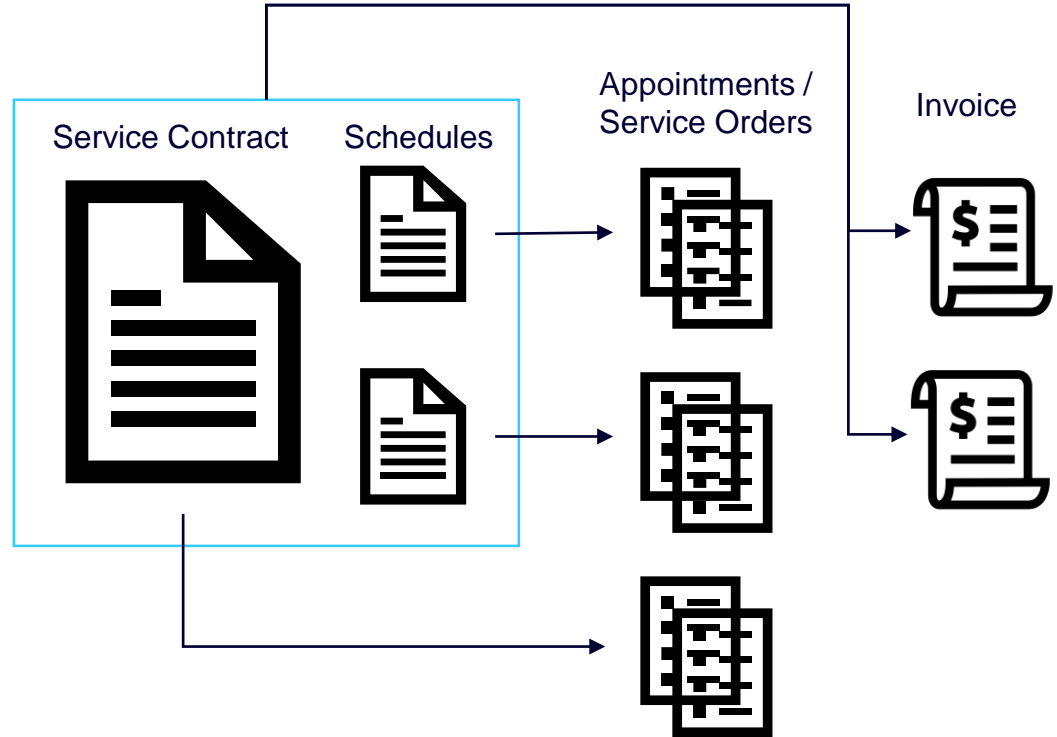 Appointments /
Service Orders
Invoice
Service Contract
Schedules
$
$